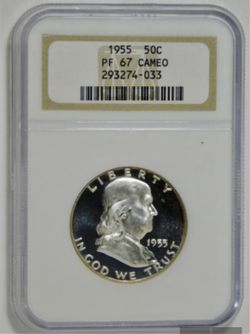 1955 50C
PF 67 CAMEO
293274-033
LIBERTY
1955
IN GOD WE TRUST